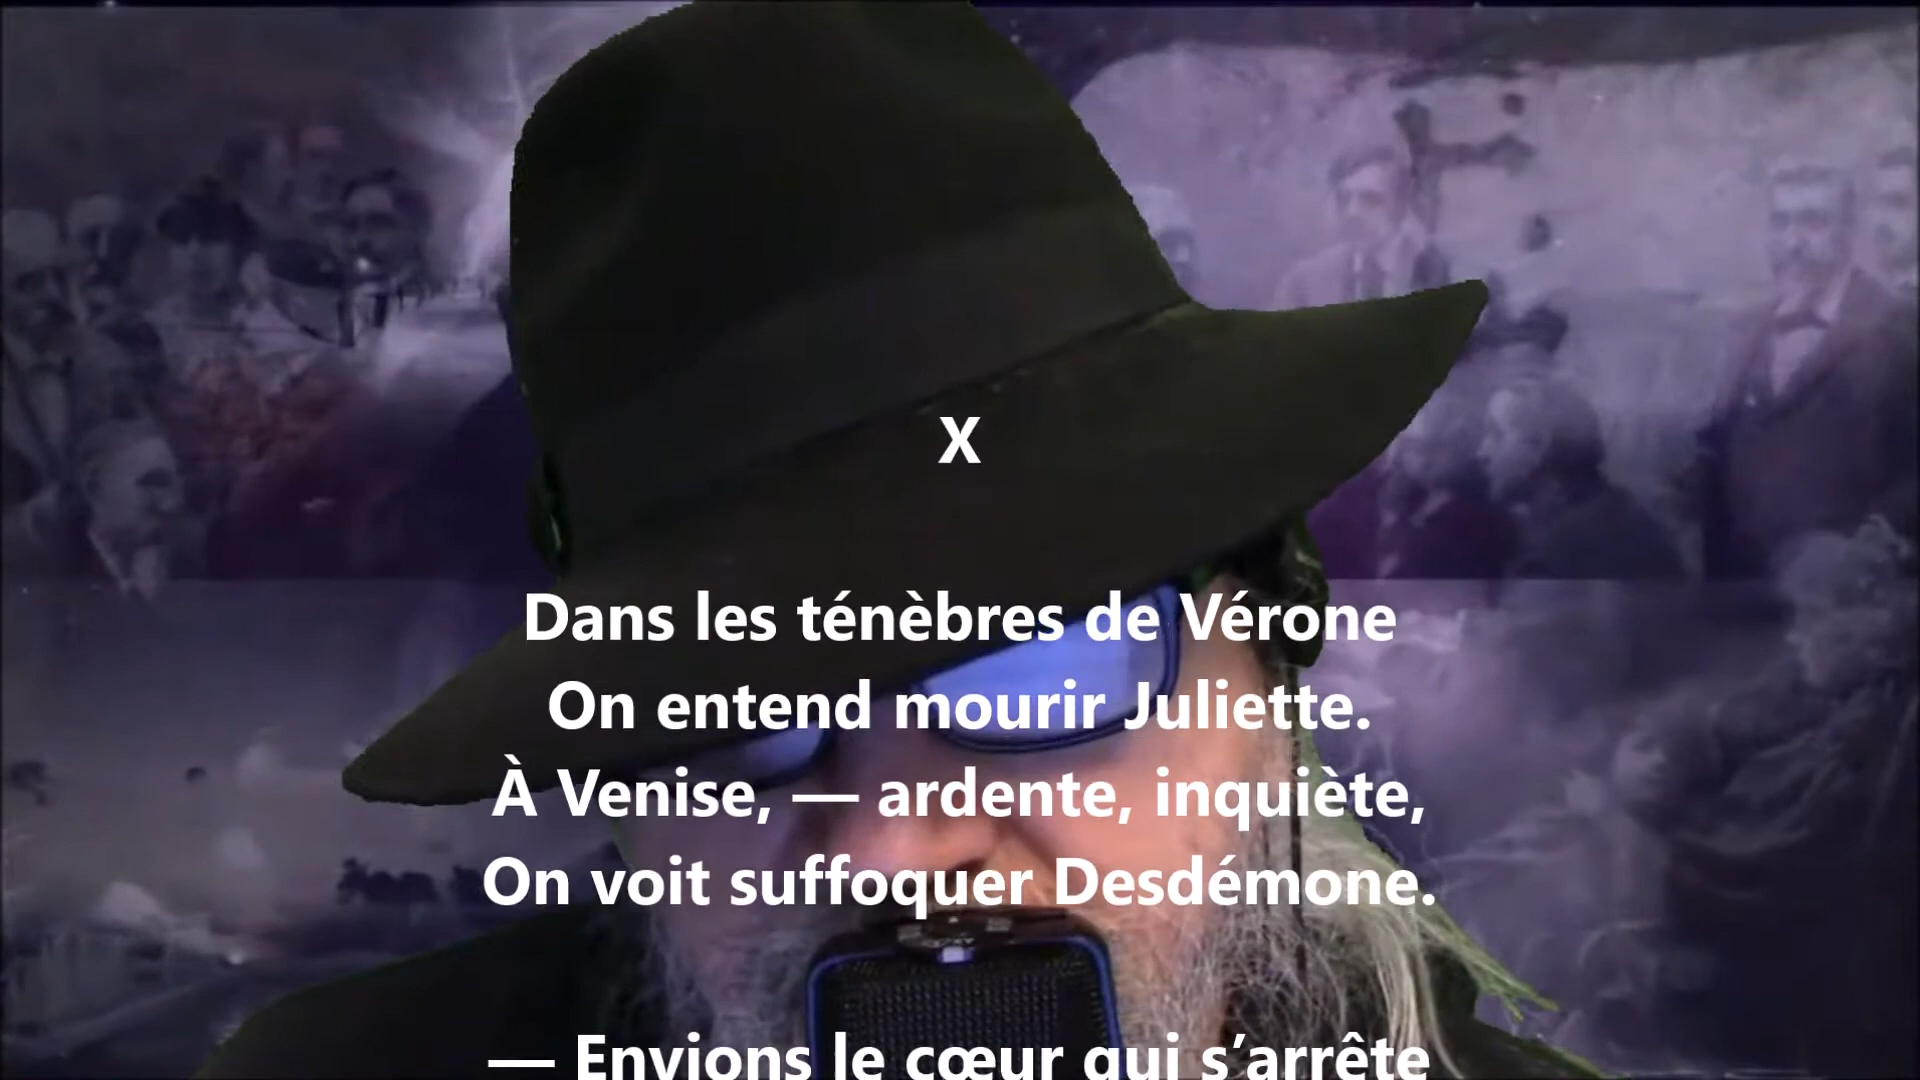 X
Dans les ténèbres de Vérone
On entend mourir Juliette.
À Venise, — ardente, inquiète,
On voit suffoquer Desdémone.
— Envions le cœur qui s’arrête